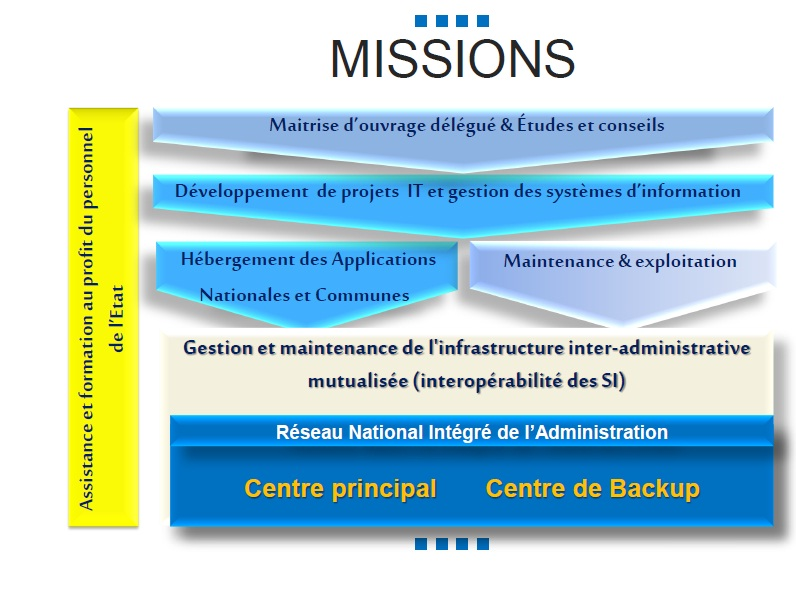 MISSIONS
Assistance et formation au profit du personnel
de l'Etat
Maitrise d'ouvrage délégué & Études et conseils
Développement de projets IT et gestion des systèmes d'information
Hébergement des Applications
Nationales et Communes
Maintenance & exploitation
Gestion et maintenance de l'infrastructure inter-administrative
mutualisée (interopérabilité des SI)
Réseau National Intégré de l'Administration
Centre principal Centre de Backup